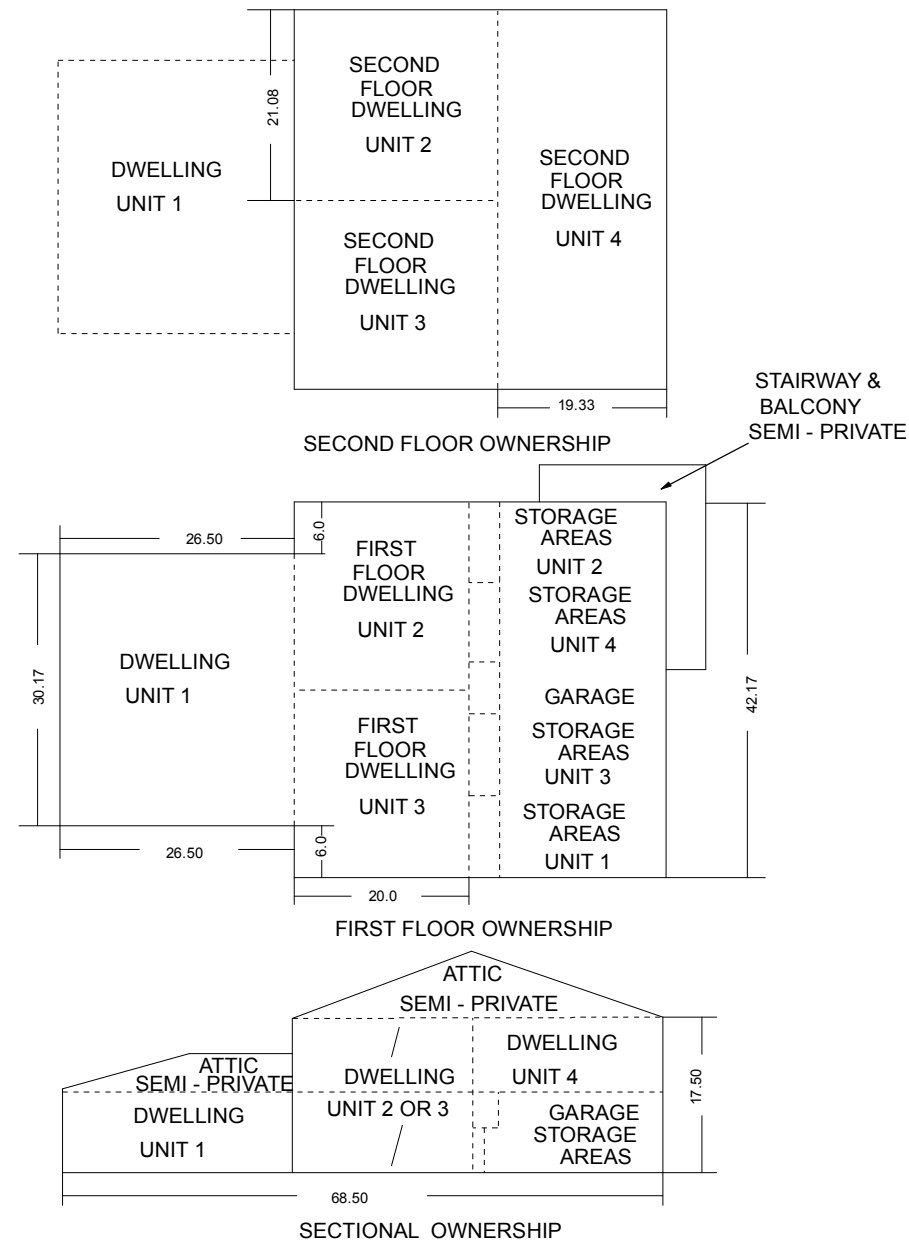 21.08
SECOND
FLOOR
DWELLING
UNIT 2
DWELLING
UNIT 1
SECOND
FLOOR
DWELLING
UNIT 4
SECOND
FLOOR
DWELLING
UNIT 3
19.33
SECOND FLOOR OWNERSHIP
STAIRWAY &
BALCONY
SEMI - PRIVATE
26.50
6.0
FIRST
FLOOR
DWELLING
UNIT 2
STORAGE
AREAS
UNIT 2
STORAGE
AREAS
UNIT 4
30.17
DWELLING
UNIT 1
GARAGE
42.17
FIRST
FLOOR
DWELLING
UNIT 3
STORAGE
AREAS
UNIT 3
STORAGE
AREAS
UNIT 1
26.50
6.0
20.0
FIRST FLOOR OWNERSHIP
ATTIC
SEMI - PRIVATE
ATTIC
SEMI - PRIVATE
DWELLING
UNIT 1
DWELLING
UNIT 2 OR 3
DWELLING
UNIT 4
GARAGE
STORAGE
AREAS
17.50
68.50
SECTIONAL OWNERSHIP